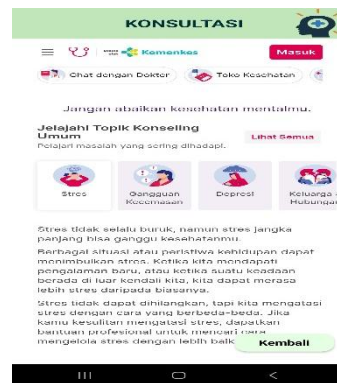 KONSULTASI
Kemenkes
Masuk
Chat dengan Dokter
Toko Kesehatan
Jangan abaikan kesehatan mentalmu.
Jelajahi Topik Konseling
Umum
Lihat Semua
Pelajari masalah yang sering dihadapi.
Stres
Gangguan
Kecemasan
Depresi
Keluarga
Hubunga
Stres tidak selalu buruk, namun stres jangka
panjang bisa ganggu kesehatanmu.
Berbagai situasi atau peristiwa kehidupan dapat
menimbulkan stres. Ketika kita mendapati
pengalaman baru, atau ketika suatu keadaan
berada di luar kendali kita, kita dapat merasa
lebih stres daripada biasanya.
Stres tidak dapat dihilangkan, tapi kita mengatasi
stres dengan cara yang berbeda-beda. Jika
kamu kesulitan mengatasi stres, dapatkan
bantuan profesional untuk mencari cara
mengelola stres dengan lebih baik
Kembali